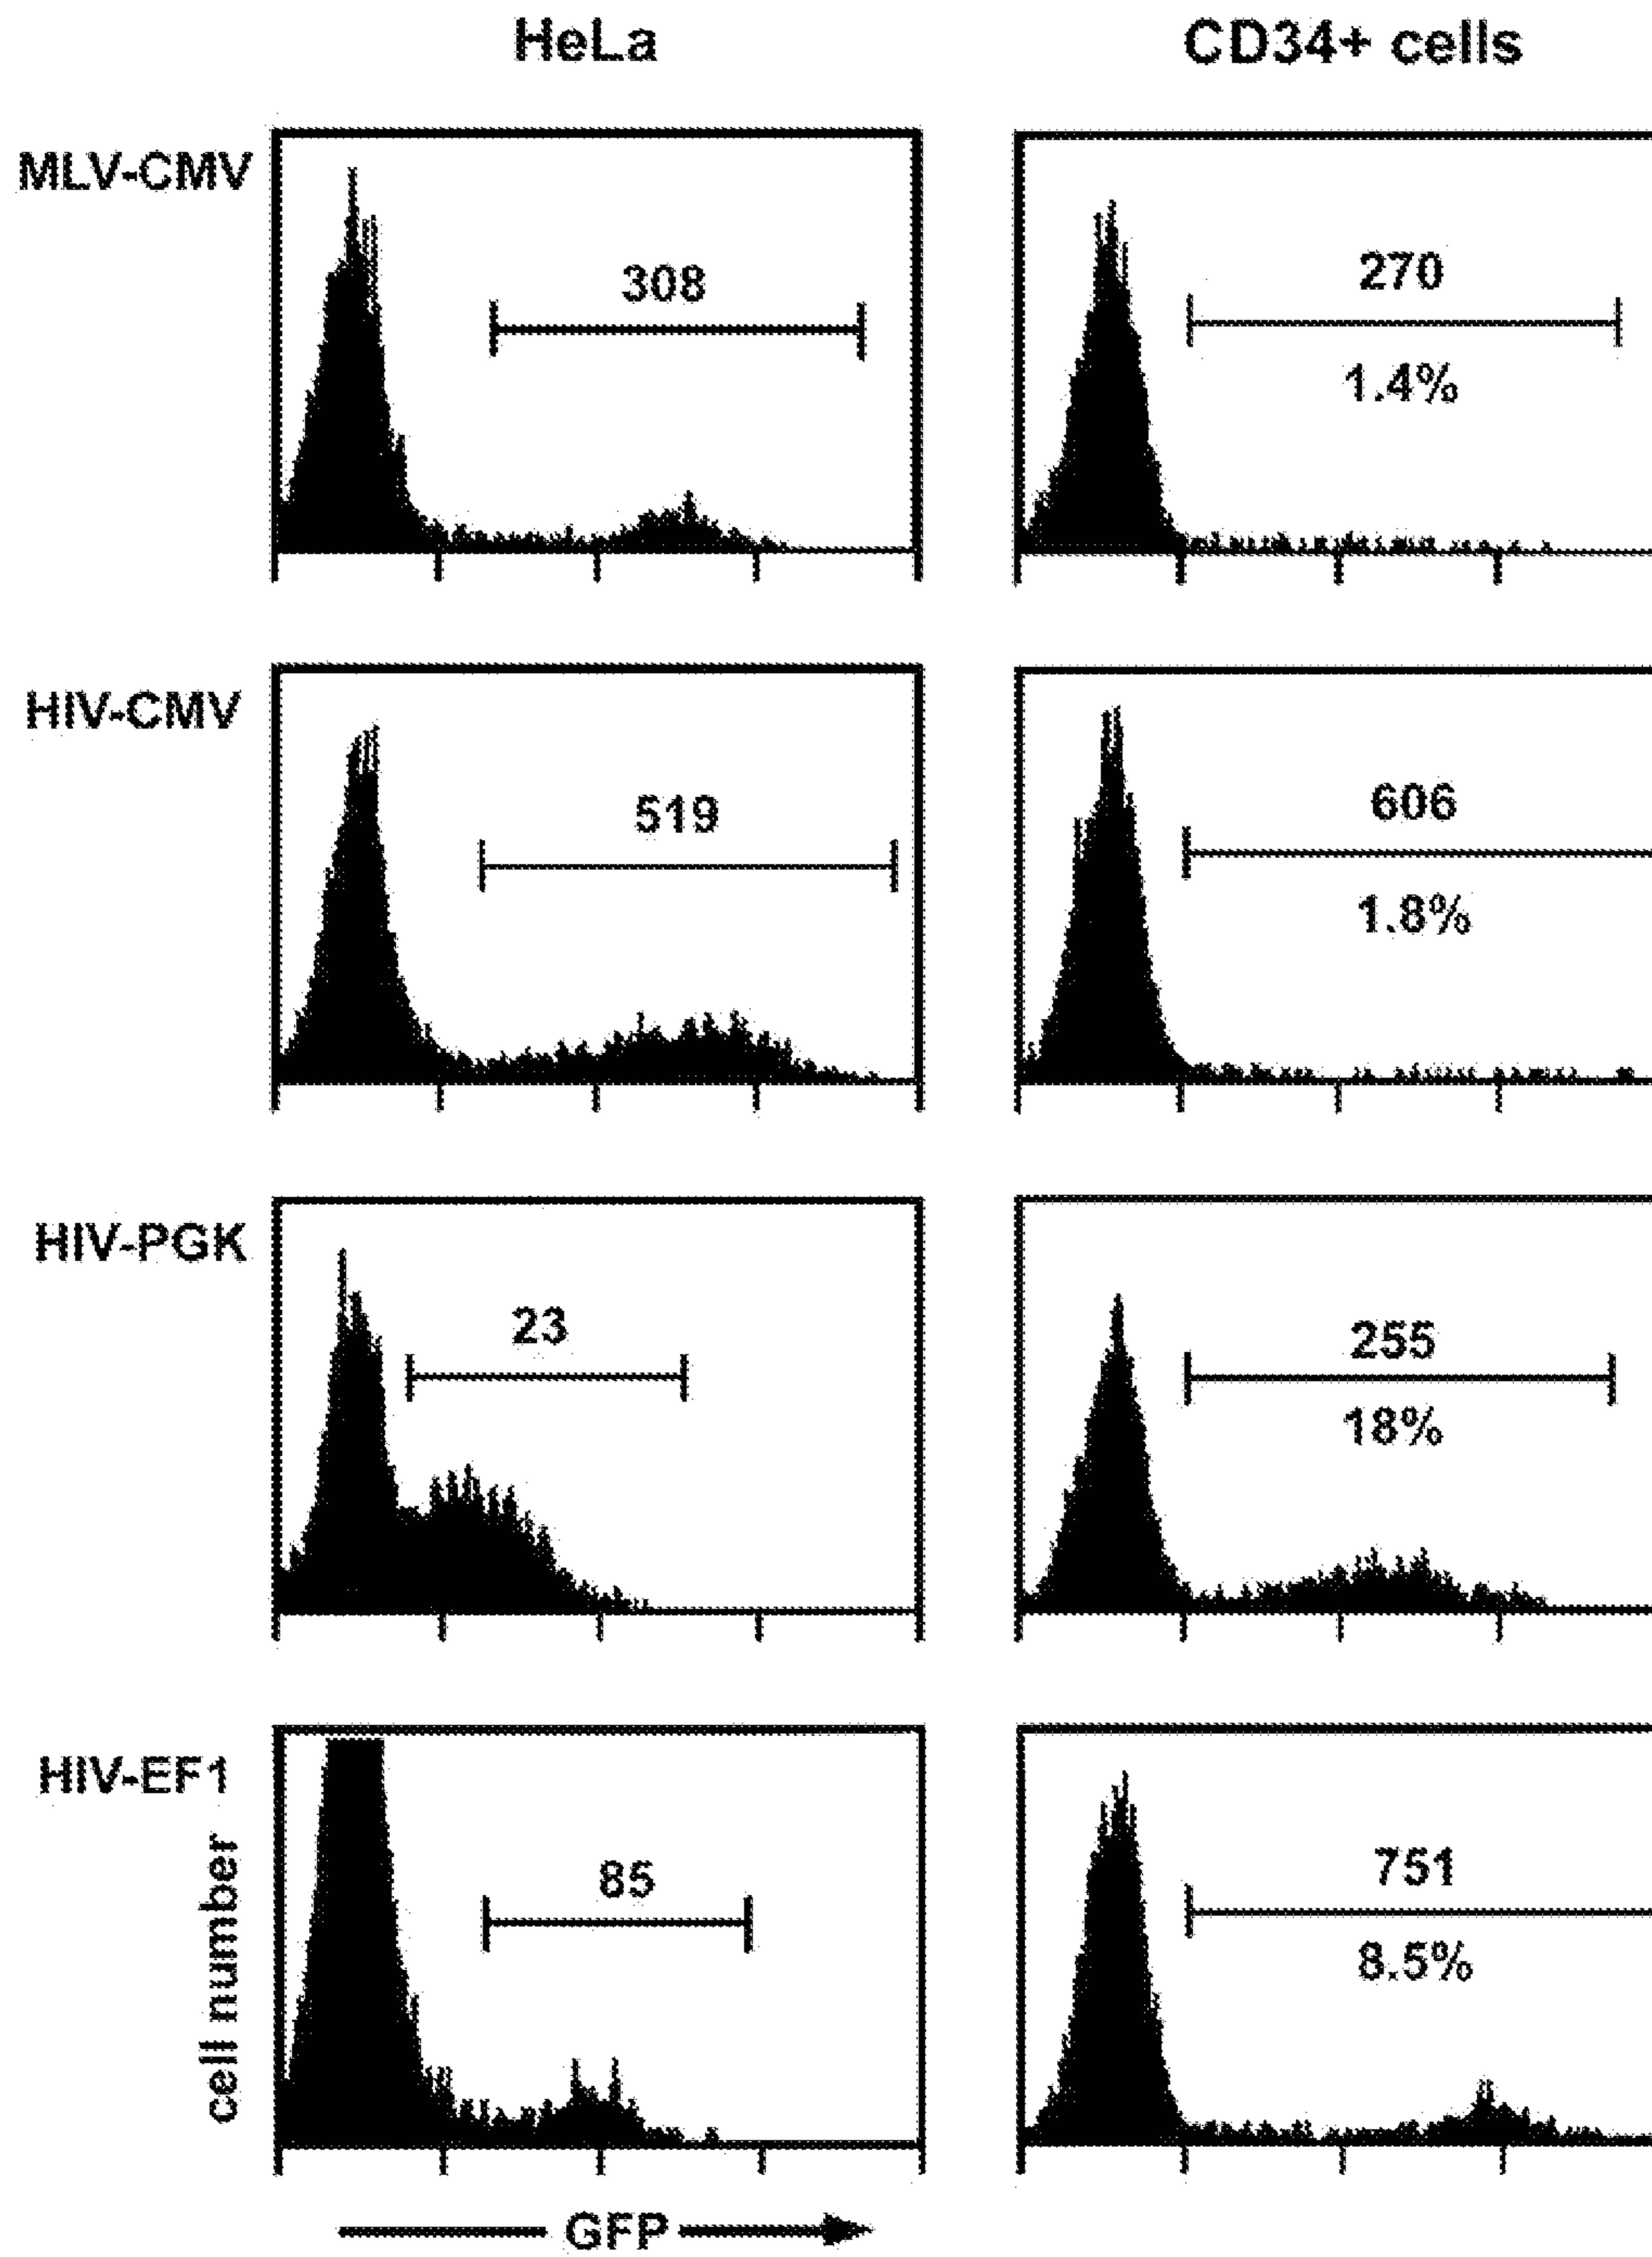 HeLa
CD34+ cells
MLV-CMV
308
270
1.4%
HIV-CMV
519
606
1.8%
HIV-PGK
23
255
18%
HIV-EF1
85
751
8.5%
cell number
GFP